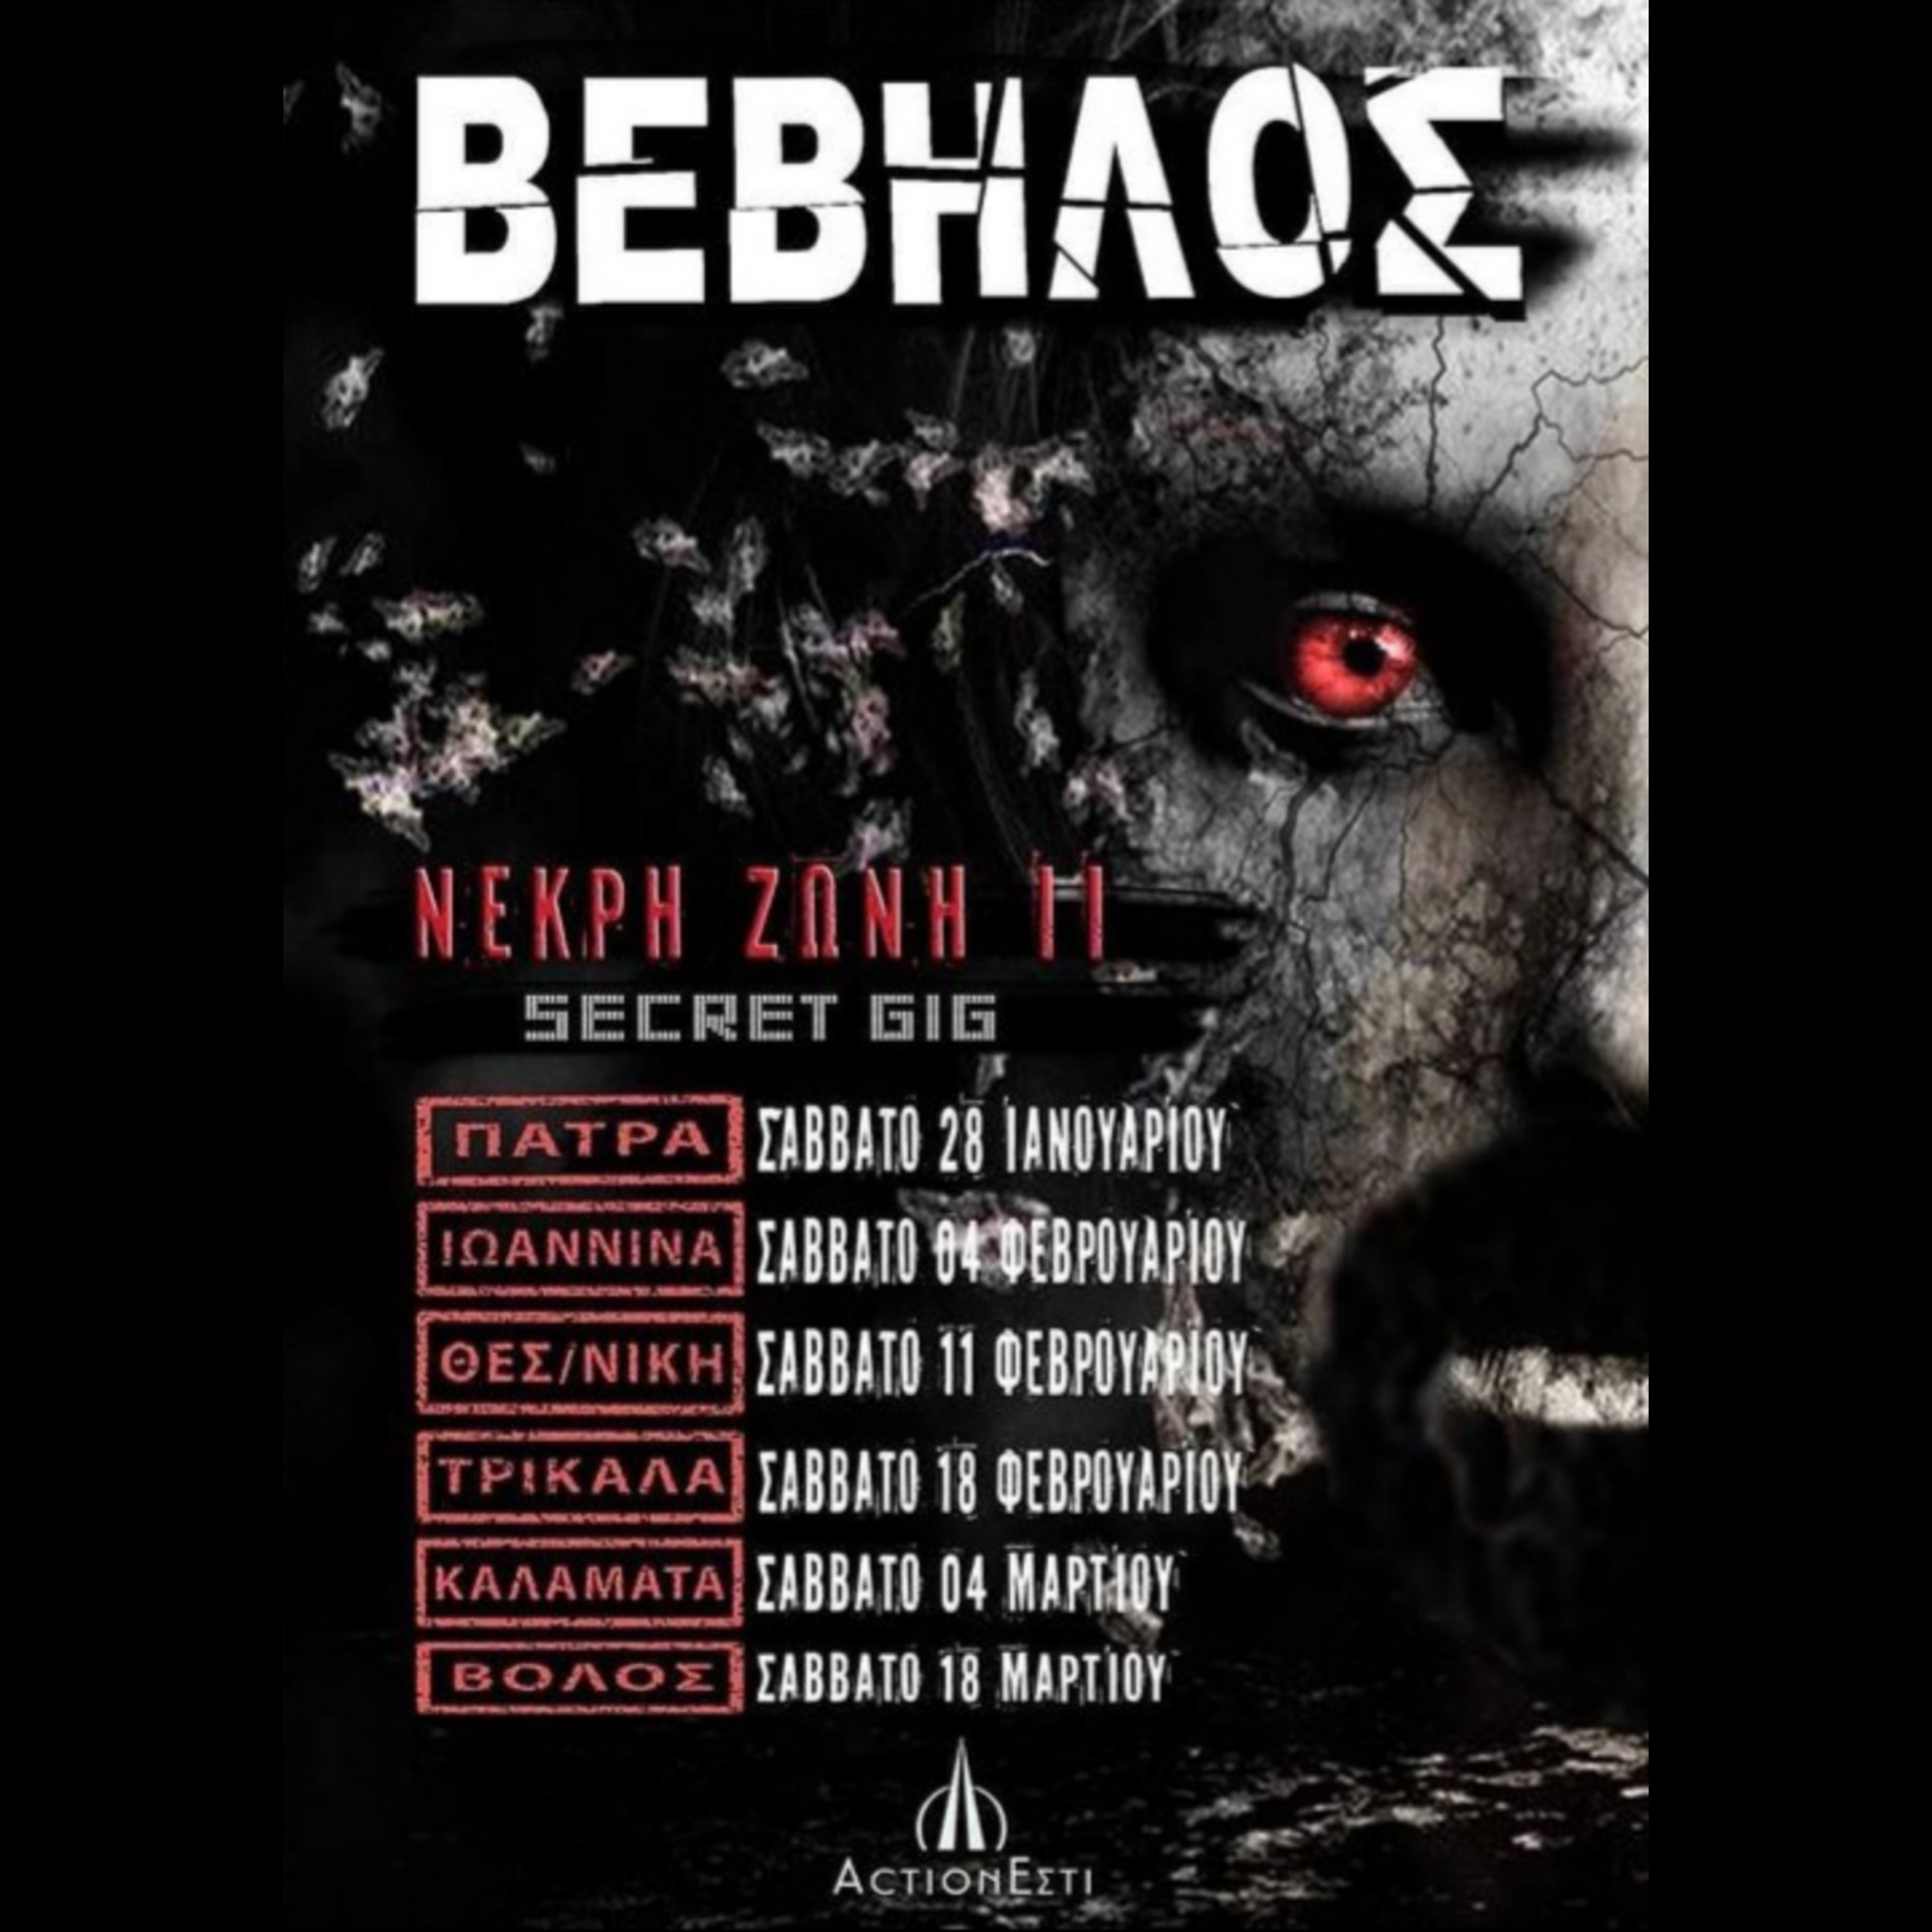 ΒΕΒΗΛΟΣ
ΝΕΚΡΗ ΖΩΝΗ ΙΙ
SECRET GIG
ΠΑΤΡΑ ΣΑΒΒΑΤΟ 28 ΙΑΝΟΥΑΡΙΟΥ
ΙΩΑΝΝΙΝΑ ΣΑΒΒΑΤΟ 04 ΦΕΒΡΟΥΑΡΙΟΥ
ΘΕΣ/ΝΙΚΗ ΣΑΒΒΑΤΟ 11 ΦΕΒΡΟΥΑΡΙΟΥ
ΤΡΙΚΑΛΑ ΣΑΒΒΑΤΟ 18 ΦΕΒΡΟΥΑΡΙΟΥ
ΚΑΛΑΜΑΤΑ ΣΑΒΒΑΤΟ 04 ΜΑΡΤΙΟΥ
ΒΟΛΟΣ ΣΑΒΒΑΤΟ 18 ΜΑΡΤΙΟΥ
ACTIONΕΣΤΙ